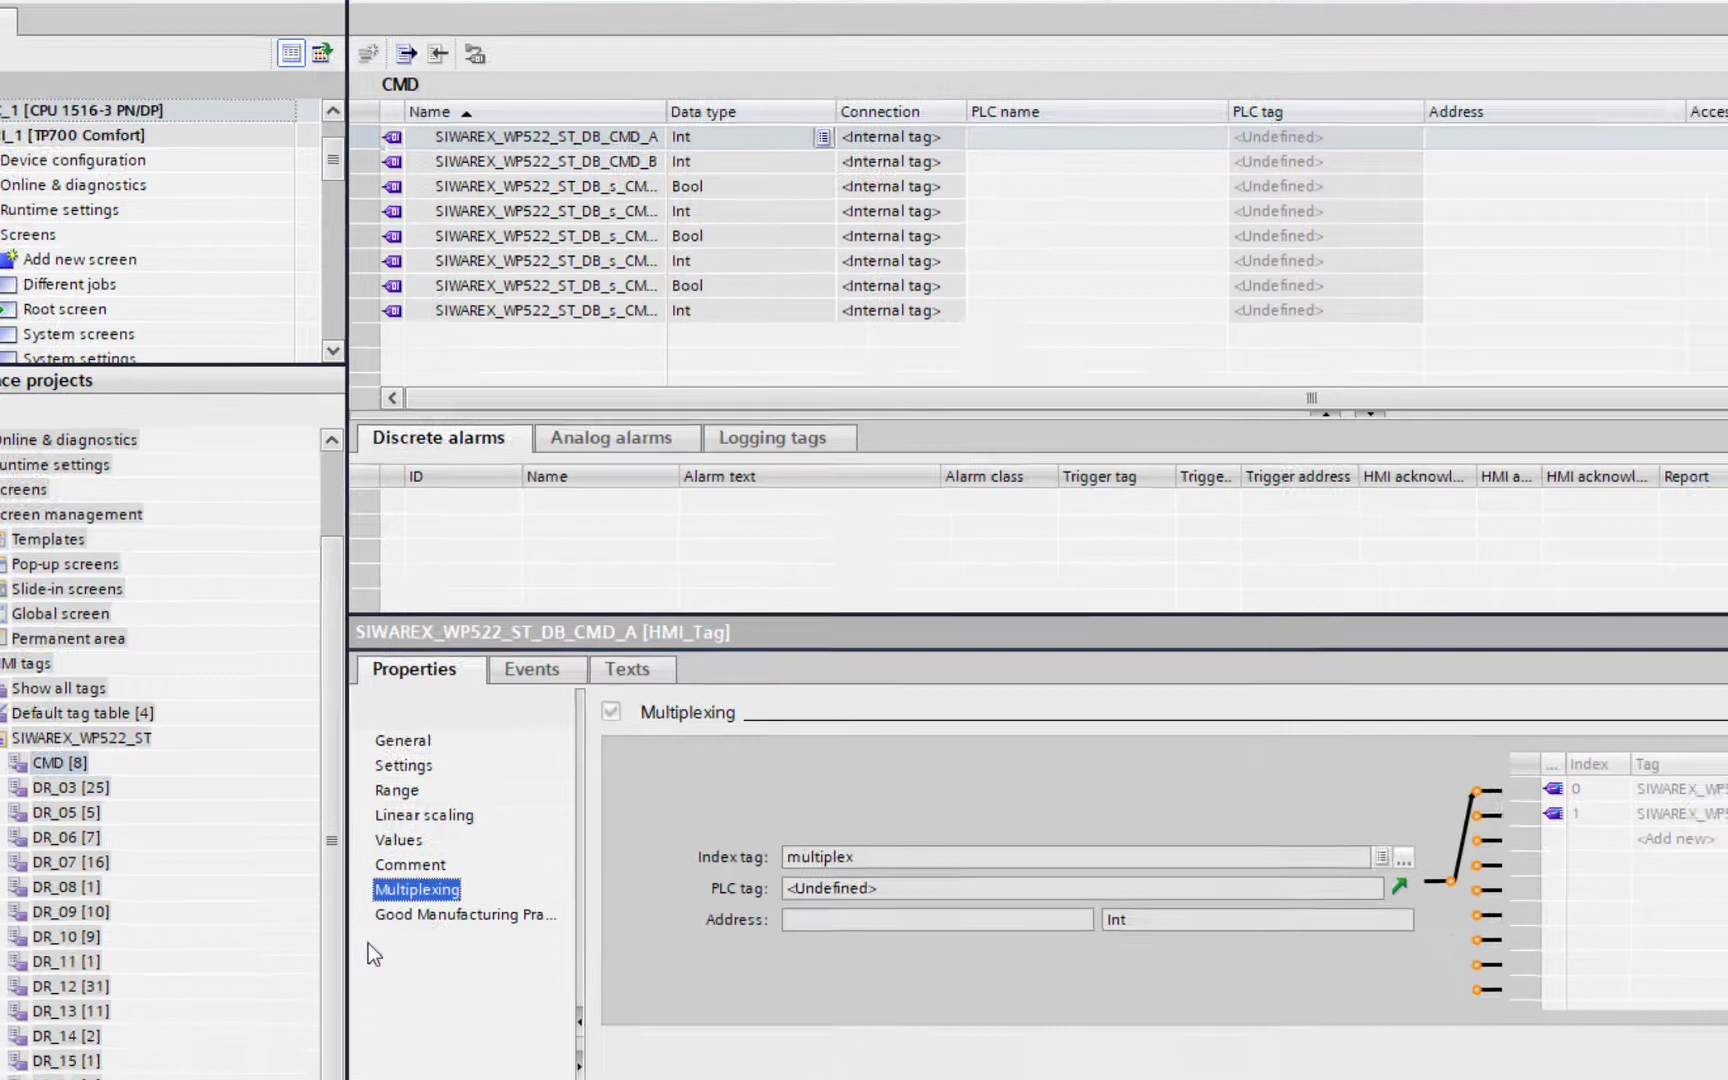 C_1 [CPU 1516-3 PN/DP]
I_1 [TP700 Comfort]
Device configuration
Online & diagnostics
Runtime settings
Screens
Add new screen
Different jobs
Root screen
System screens
System settings
ce projects
nline & diagnostics
untime settings
creens
creen management
Templates
Pop-up screens
Slide-in screens
Global screen
Permanent area
MI tags
Show all tags
Default tag table [4]
SIWAREX_WP522_ST
CMD [8]
DR_03 [25]
DR_05 [5]
DR_06 [7]
DR_07 [16]
DR_08 [1]
DR_09 [10]
DR_10 [9]
DR_11 [1]
DR_12 [31]
DR_13 [11]
DR_14 [2]
DR_15 [1]
CMD
Name Data type Connection PLC name PLC tag Address Acces
SIWAREX_WP522_ST_DB_CMD_A Int <Internal tag> <Undefined>
SIWAREX_WP522_ST_DB_CMD_B Int <Internal tag> <Undefined>
SIWAREX_WP522_ST_DB_s_CM... Bool <Internal tag> <Undefined>
SIWAREX_WP522_ST_DB_s_CM... Int <Internal tag> <Undefined>
SIWAREX_WP522_ST_DB_s_CM... Bool <Internal tag> <Undefined>
SIWAREX_WP522_ST_DB_s_CM... Int <Internal tag> <Undefined>
SIWAREX_WP522_ST_DB_s_CM... Bool <Internal tag> <Undefined>
SIWAREX_WP522_ST_DB_s_CM... Int <Internal tag> <Undefined>
Discrete alarms Analog alarms Logging tags
ID Name Alarm text Alarm class Trigger tag Trigge.. Trigger address HMI acknowl... HMI a... HMI acknowl... Report
SIWAREX_WP522_ST_DB_CMD_A [HMI_Tag]
Properties Events Texts
General
Settings
Range
Linear scaling
Values
Comment
Multiplexing
Good Manufacturing Pra...
Multiplexing
Index tag: multiplex ...
PLC tag: <Undefined>
Address: Int
... Index Tag
0 SIWAREX_WP5
1 SIWAREX_WP5
<Add new>